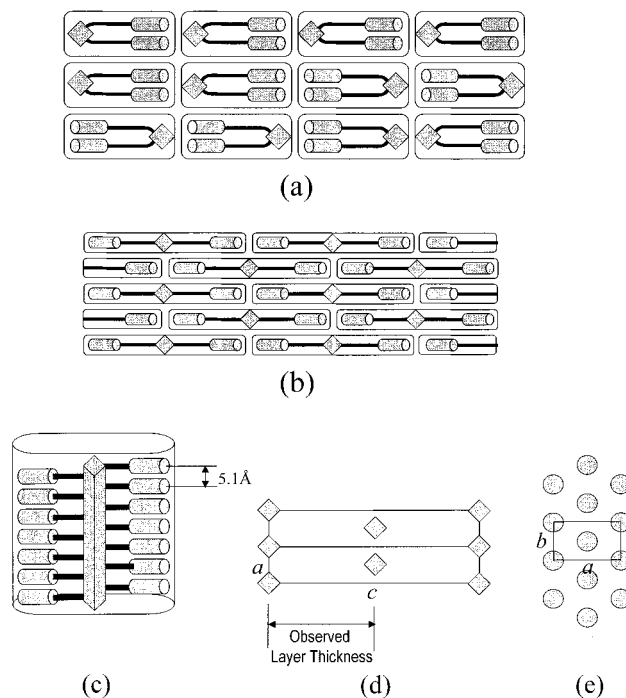 (a)
(b)
5.1Å
a
c
Observed
Layer Thickness
b
a
(c)
(d)
(e)